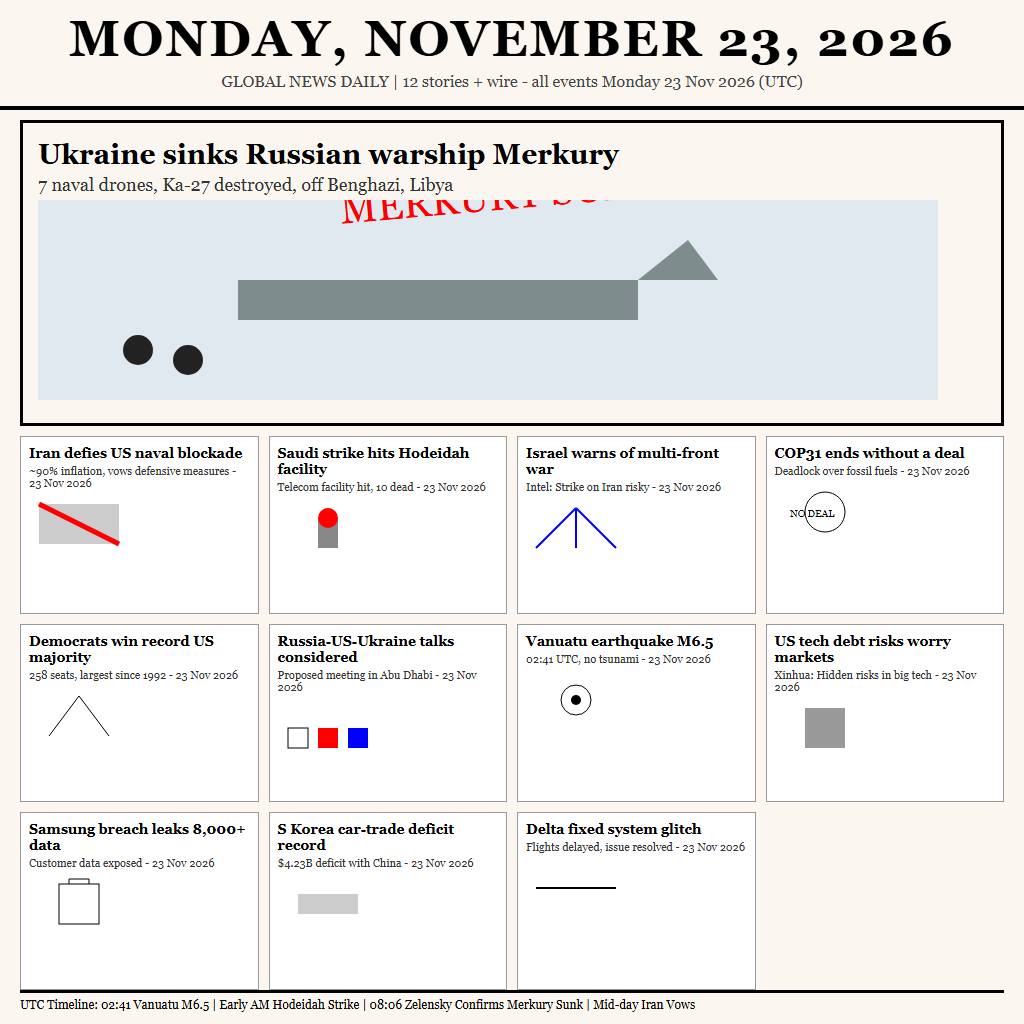 MONDAY, NOVEMBER 23, 2026
GLOBAL NEWS DAILY | 12 stories + wire - all events Monday 23 Nov 2026 (UTC)
Ukraine sinks Russian warship Merkury
7 naval drones, Ka-27 destroyed, off Benghazi, Libya
MERKURY
Iran defies US naval blockade
~90% inflation, vows defensive measures -
23 Nov 2026
Saudi strike hits Hodeidah
facility
Telecom facility hit, 10 dead - 23 Nov 2026
Israel warns of multi-front
war
Intel: Strike on Iran risky - 23 Nov 2026
COP31 ends without a deal
Deadlock over fossil fuels - 23 Nov 2026
NO DEAL
Democrats win record US
majority
258 seats, largest since 1992 - 23 Nov 2026
Russia-US-Ukraine talks
considered
Proposed meeting in Abu Dhabi - 23 Nov
2026
Vanuatu earthquake M6.5
02:41 UTC, no tsunami - 23 Nov 2026
US tech debt risks worry
markets
Xinhua: Hidden risks in big tech - 23 Nov
2026
Samsung breach leaks 8,000+
data
Customer data exposed - 23 Nov 2026
S Korea car-trade deficit
record
$4.23B deficit with China - 23 Nov 2026
Delta fixed system glitch
Flights delayed, issue resolved - 23 Nov 2026
UTC Timeline: 02:41 Vanuatu M6.5 | Early AM Hodeidah Strike | 08:06 Zelensky Confirms Merkury Sunk | Mid-day Iran Vows